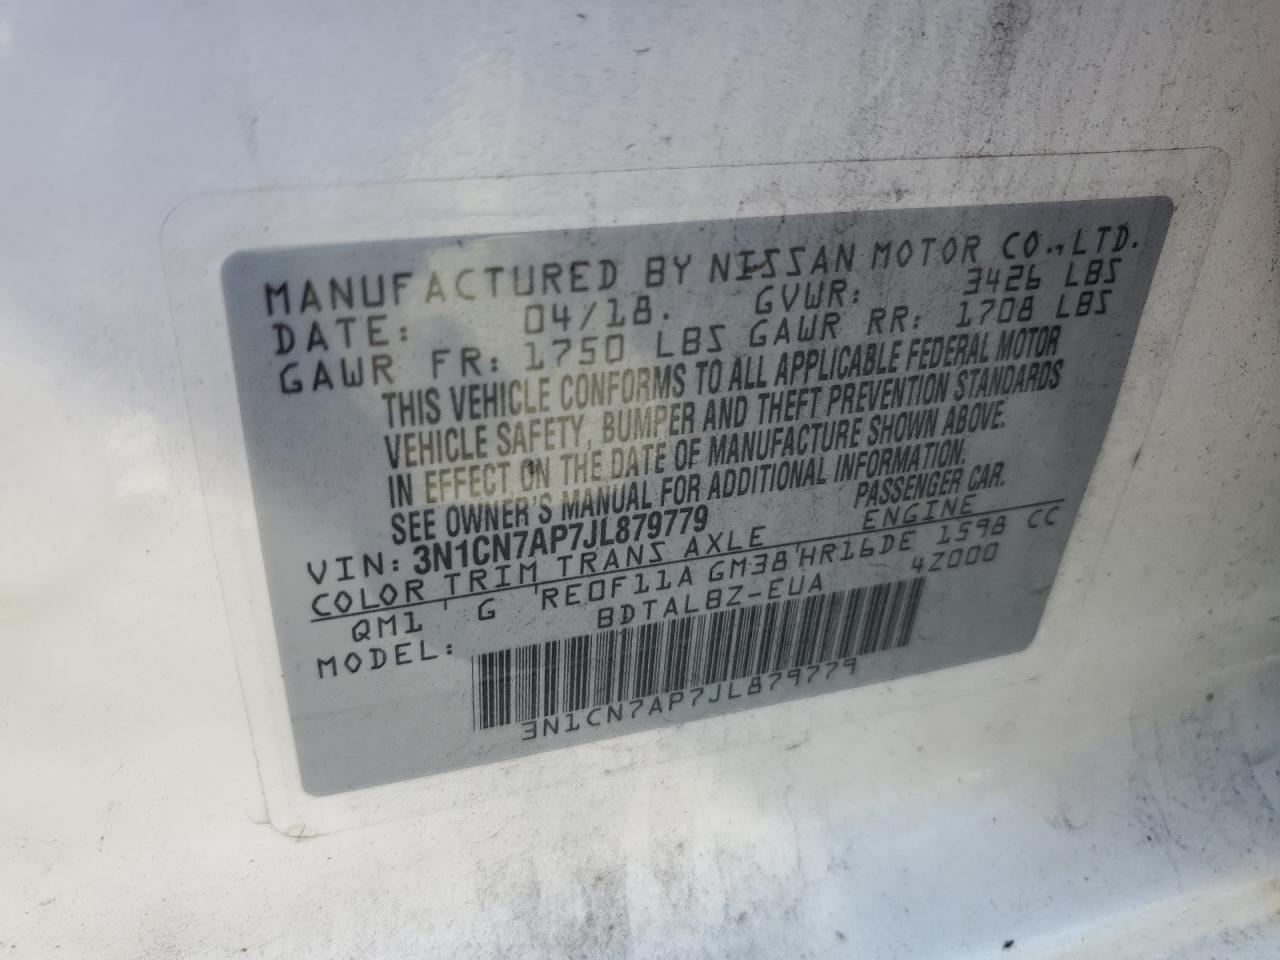 MANUFACTURED BY NISSAN MOTOR CO., LTD.
DATE: 04/18. GVWR: 3426 LBS
GAWR FR: 1750 LBS GAWR RR: 1708 LBS
THIS VEHICLE CONFORMS TO ALL APPLICABLE FEDERAL MOTOR
VEHICLE SAFETY, BUMPER AND THEFT PREVENTION STANDARDS
IN EFFECT ON THE DATE OF MANUFACTURE SHOWN ABOVE.
SEE OWNER'S MANUAL FOR ADDITIONAL INFORMATION.
VIN: 3N1CN7AP7JL879779 PASSENGER CAR.
COLOR TRIM TRANS AXLE ENGINE
QM1 G RE0F11A GM38 HR16DE 1598 CC
MODEL: BDTALBZ-EUA 4Z000
3N1CN7AP7JL879779